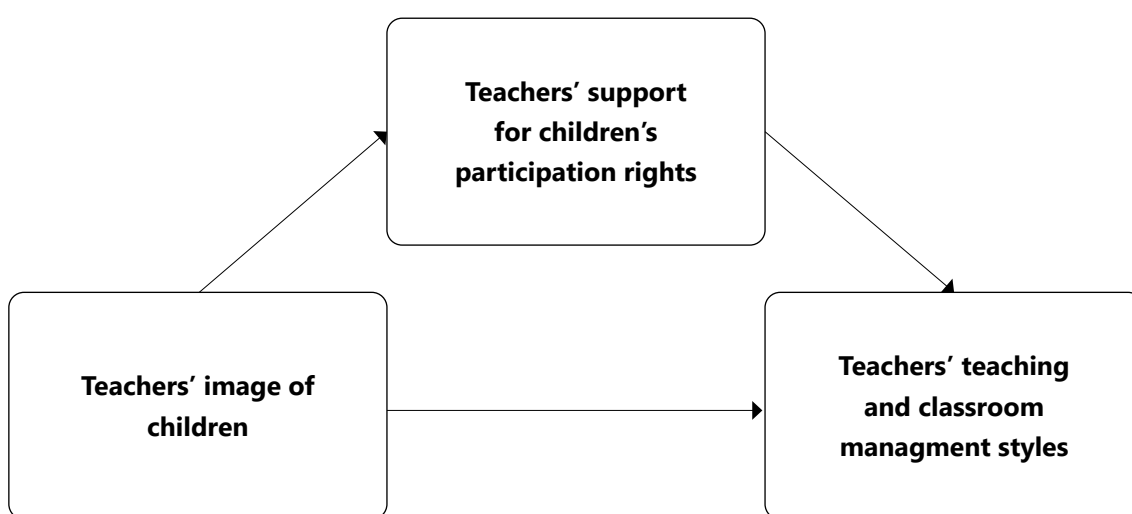 Teachers’ support
for children’s
participation rights
Teachers’ image of
children
Teachers’ teaching
and classroom
managment styles